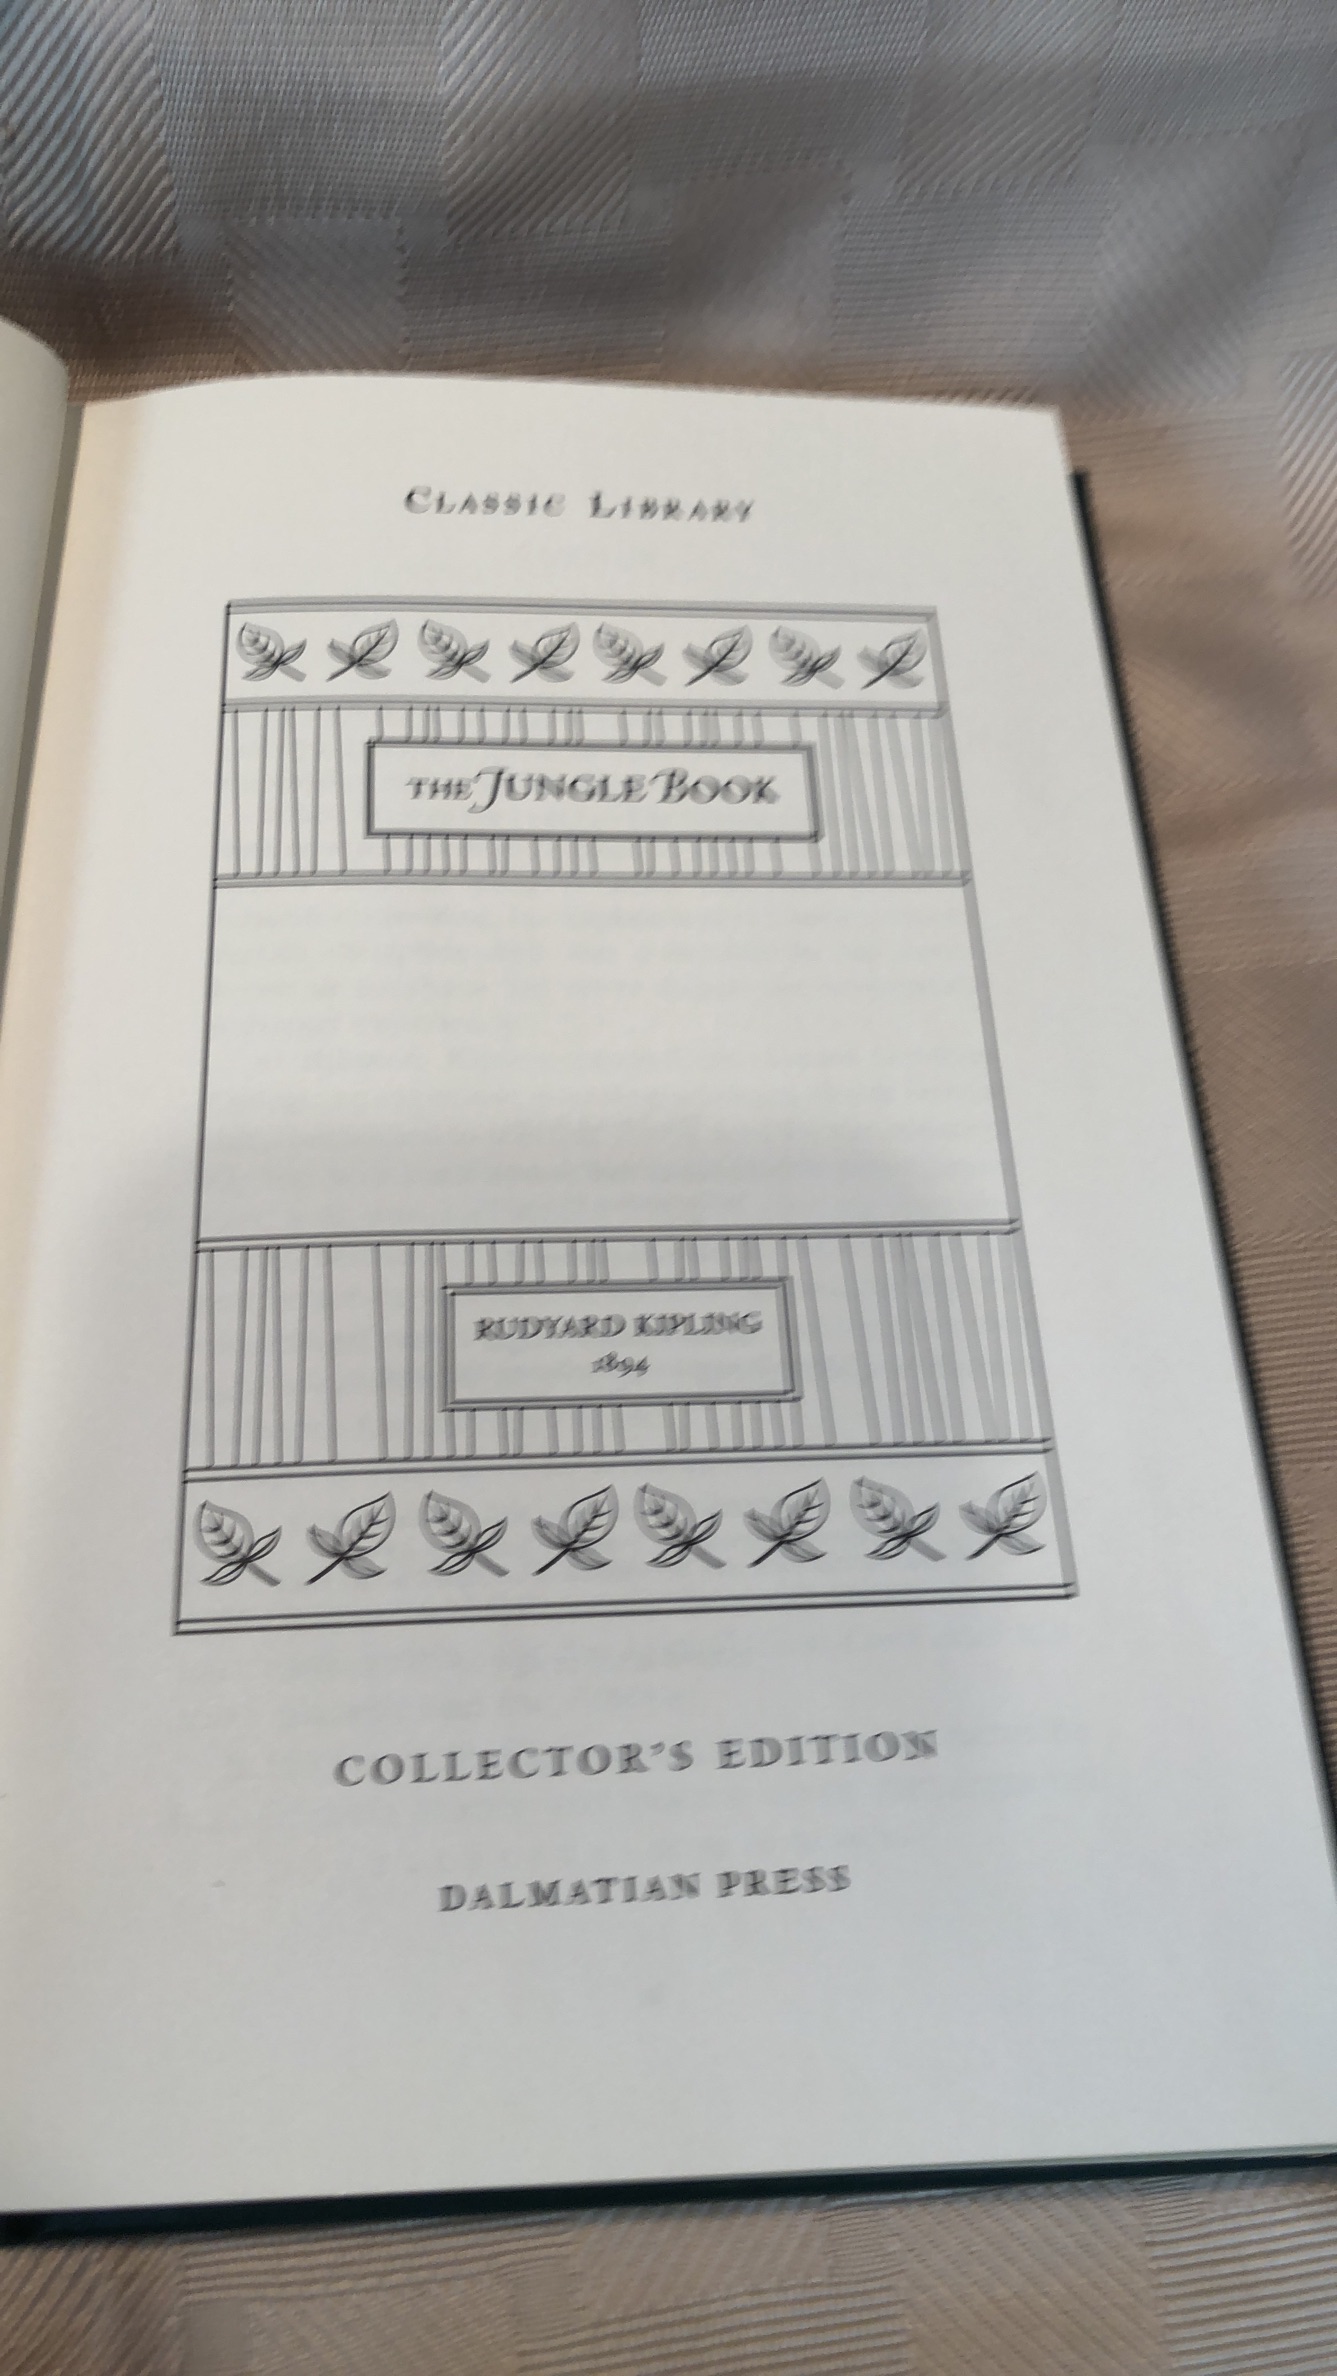 CLASSIC LIBRARY
THE JUNGLE BOOK
RUDYARD KIPLING
1894
COLLECTOR'S EDITION
DALMATIAN PRESS